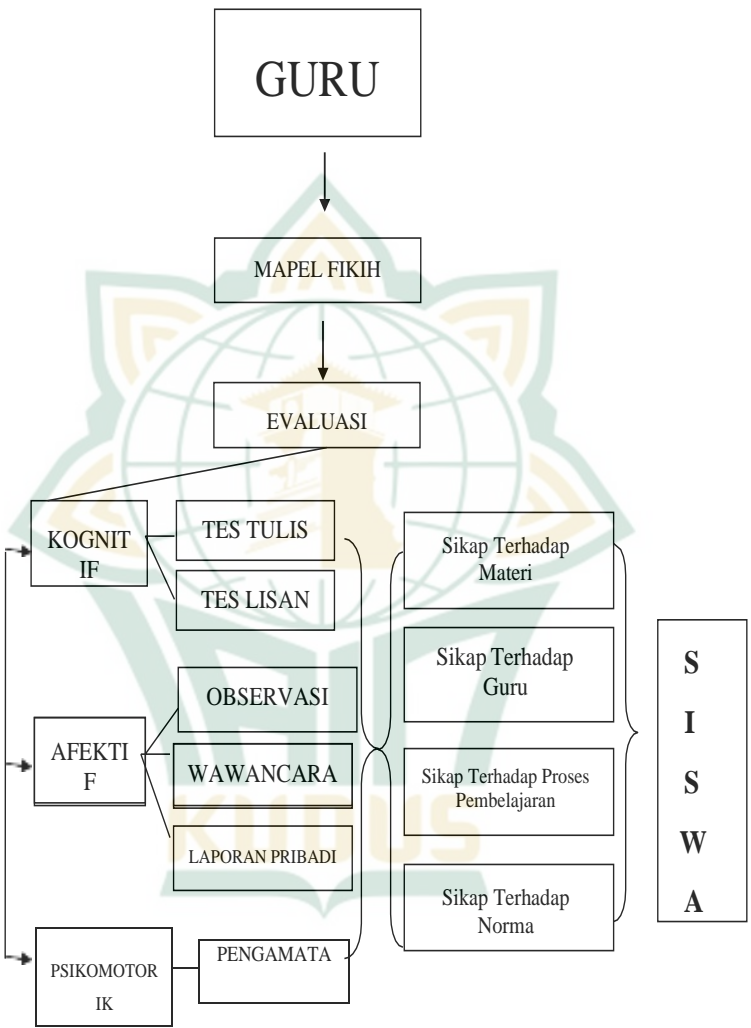 GURU
MAPEL FIKIH
EVALUASI
KOGNIT
IF
TES TULIS
TES LISAN
AFEKTI
F
OBSERVASI
WAWANCARA
LAPORAN PRIBADI
PSIKOMOTOR
IK
PENGAMATA
Sikap Terhadap
Materi
Sikap Terhadap
Guru
Sikap Terhadap Proses
Pembelajaran
Sikap Terhadap
Norma
S
I
S
W
A
KUDUS